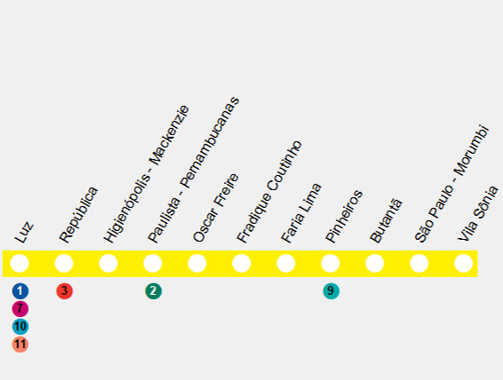 Luz
República
Higienópolis - Mackenzie
Paulista - Pernambucanas
Oscar Freire
Fradique Coutinho
Faria Lima
Pinheiros
Butantã
São Paulo - Morumbi
Vila Sônia
1
3
2
9
7
10
11